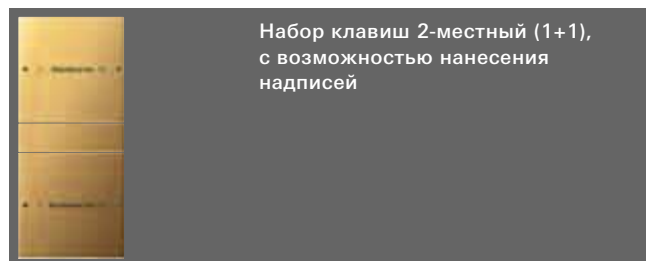 Набор клавиш 2-местный (1+1),
с возможностью нанесения
надписей